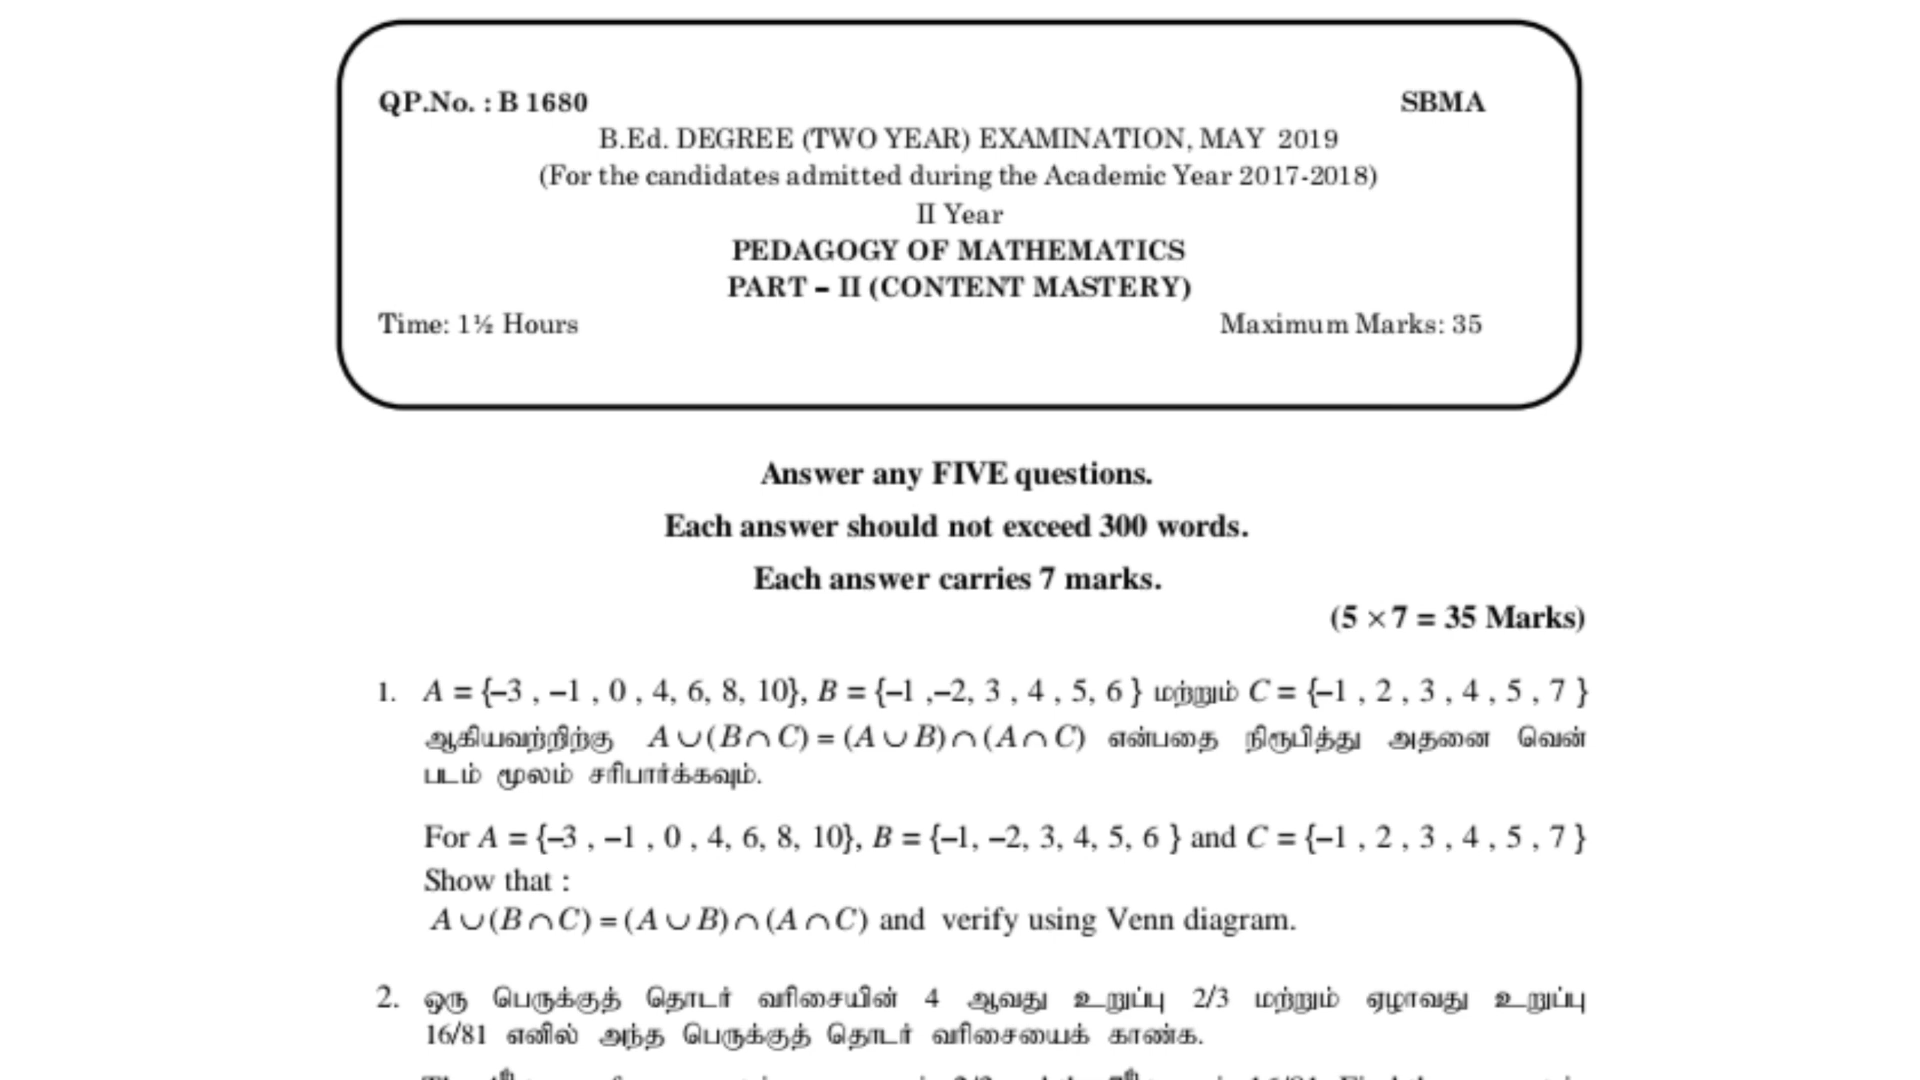 QP.No. : B 1680 SBMA
B.Ed. DEGREE (TWO YEAR) EXAMINATION, MAY 2019
(For the candidates admitted during the Academic Year 2017-2018)
II Year
PEDAGOGY OF MATHEMATICS
PART – II (CONTENT MASTERY)
Time: 1½ Hours Maximum Marks: 35
Answer any FIVE questions.
Each answer should not exceed 300 words.
Each answer carries 7 marks.
(5 × 7 = 35 Marks)
1. A = {–3 , –1 , 0 , 4, 6, 8, 10}, B = {–1 ,–2, 3 , 4 , 5, 6 } மற்றும் C = {–1 , 2 , 3 , 4 , 5 , 7 }
ஆகியவற்றிற்கு A ∪ (B ∩ C) = (A ∪ B) ∩ (A ∩ C) என்பதை நிரூபித்து அதனை வென்
படம் மூலம் சரிபார்க்கவும்.
For A = {–3 , –1 , 0 , 4, 6, 8, 10}, B = {–1, –2, 3, 4, 5, 6 } and C = {–1 , 2 , 3 , 4 , 5 , 7 }
Show that :
A ∪ (B ∩ C) = (A ∪ B) ∩ (A ∩ C) and verify using Venn diagram.
2. ஒரு பெருக்குத் தொடர் வரிசையின் 4 ஆவது உறுப்பு 2/3 மற்றும் ஏழாவது உறுப்பு
16/81 எனில் அந்த பெருக்குத் தொடர் வரிசையைக் காண்க.